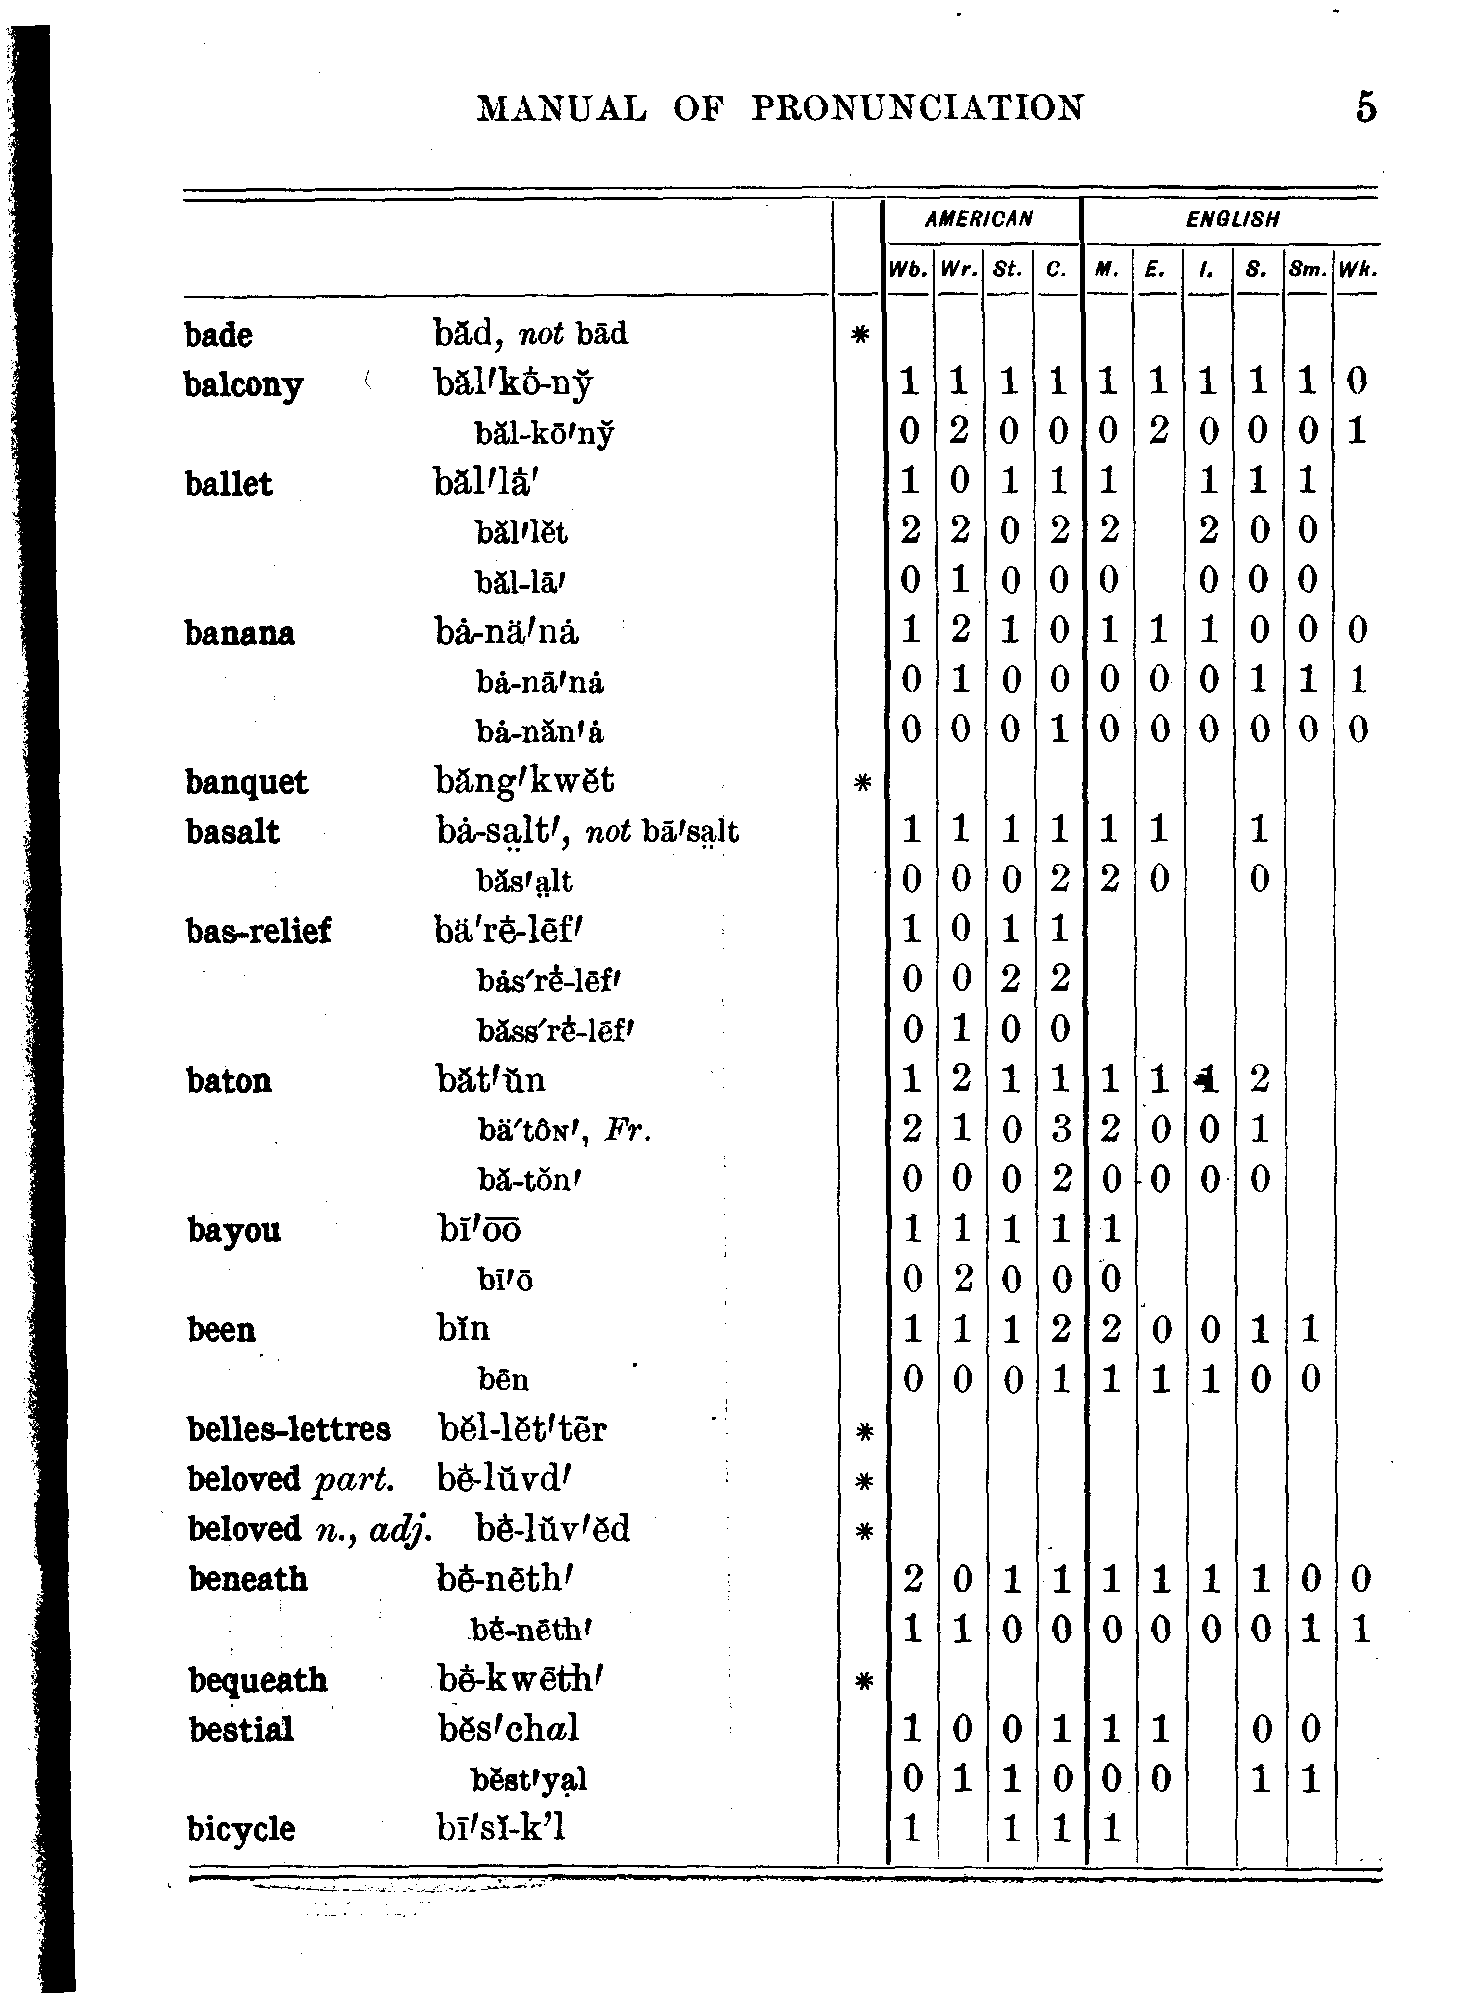 MANUAL OF PRONUNCIATION 5
AMERICAN ENGLISH
Wb. Wr. St. C. M. E. I. S. Sm. Wk.
bade băd, not bād *
balcony băl′kō̇-ny̆ 1 1 1 1 1 1 1 1 1 0
băl-kō′ny̆ 0 2 0 0 0 2 0 0 0 1
ballet băl′lā̇′ 1 0 1 1 1 1 1 1
băl′lĕt 2 2 0 2 2 2 0 0
băl-lā′ 0 1 0 0 0 0 0 0
banana bȧ-nä′nȧ 1 2 1 0 1 1 1 0 0 0
bȧ-nā′nȧ 0 1 0 0 0 0 0 1 1 1
bȧ-năn′ȧ 0 0 0 1 0 0 0 0 0 0
banquet băng′kwĕt *
basalt bȧ-sa̤lt′, not bā′sa̤lt 1 1 1 1 1 1 1
băs′a̤lt 0 0 0 2 2 0 0
bas-relief bä′rē̇-lēf′ 1 0 1 1
bȧs′rē̇-lēf′ 0 0 2 2
băss′rē̇-lēf′ 0 1 0 0
baton băt′ŭn 1 2 1 1 1 1 1 2
bä′tôɴ′, Fr. 2 1 0 3 2 0 0 1
bă-tŏn′ 0 0 0 2 0 0 0 0
bayou bī′o͞o 1 1 1 1 1
bī′ō 0 2 0 0 0
been bĭn 1 1 1 2 2 0 0 1 1
bēn 0 0 0 1 1 1 1 0 0
belles-lettres bĕl-lĕt′tẽr *
beloved part. bē̇-lŭvd′ *
beloved n., adj. bē̇-lŭv′ĕd *
beneath bē̇-nēth′ 2 0 1 1 1 1 1 1 0 0
bē̇-nēth′ 1 1 0 0 0 0 0 0 1 1
bequeath bē̇-kwēth′ *
bestial bĕs′chal 1 0 0 1 1 1 0 0
bĕst′yạl 0 1 1 0 0 0 1 1
bicycle bī′sĭ-k’l 1 1 1 1